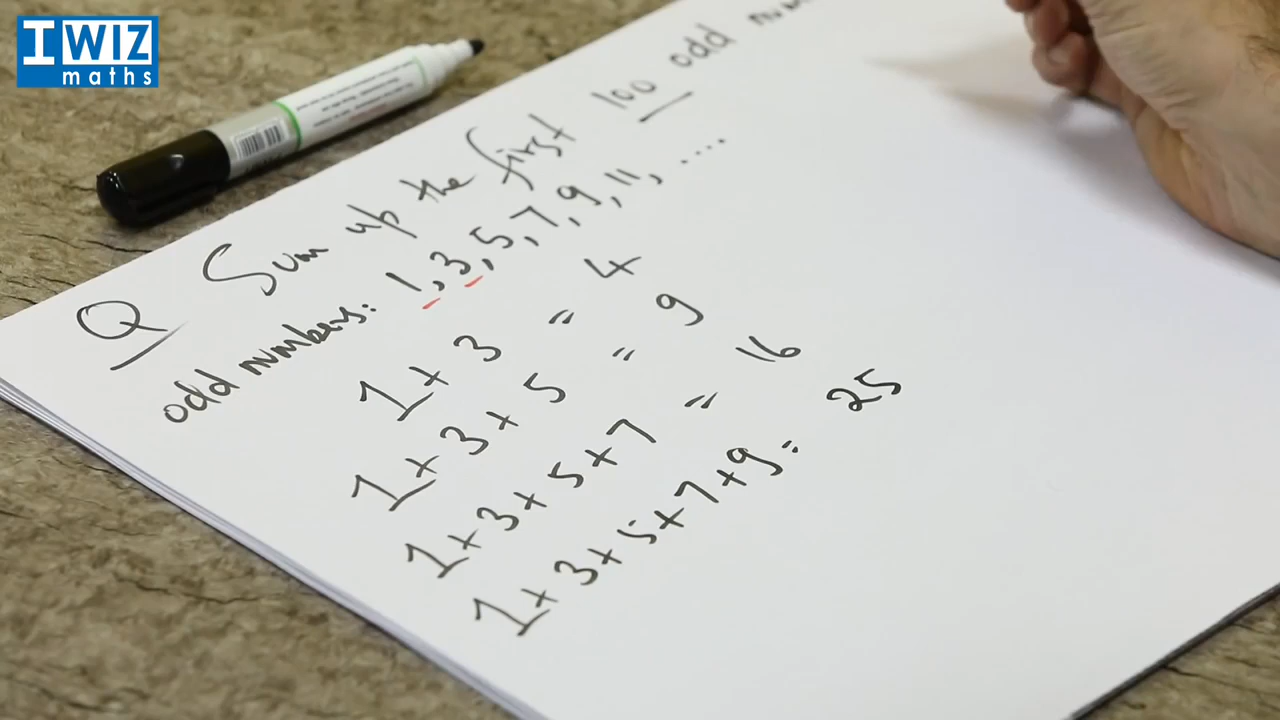 I WIZ
maths
Q Sum up the first 100 odd
odd numbers: 1, 3, 5, 7, 9, 11, ....
1 + 3 = 4
1 + 3 + 5 = 9
1 + 3 + 5 + 7 = 16
1 + 3 + 5 + 7 + 9 = 25